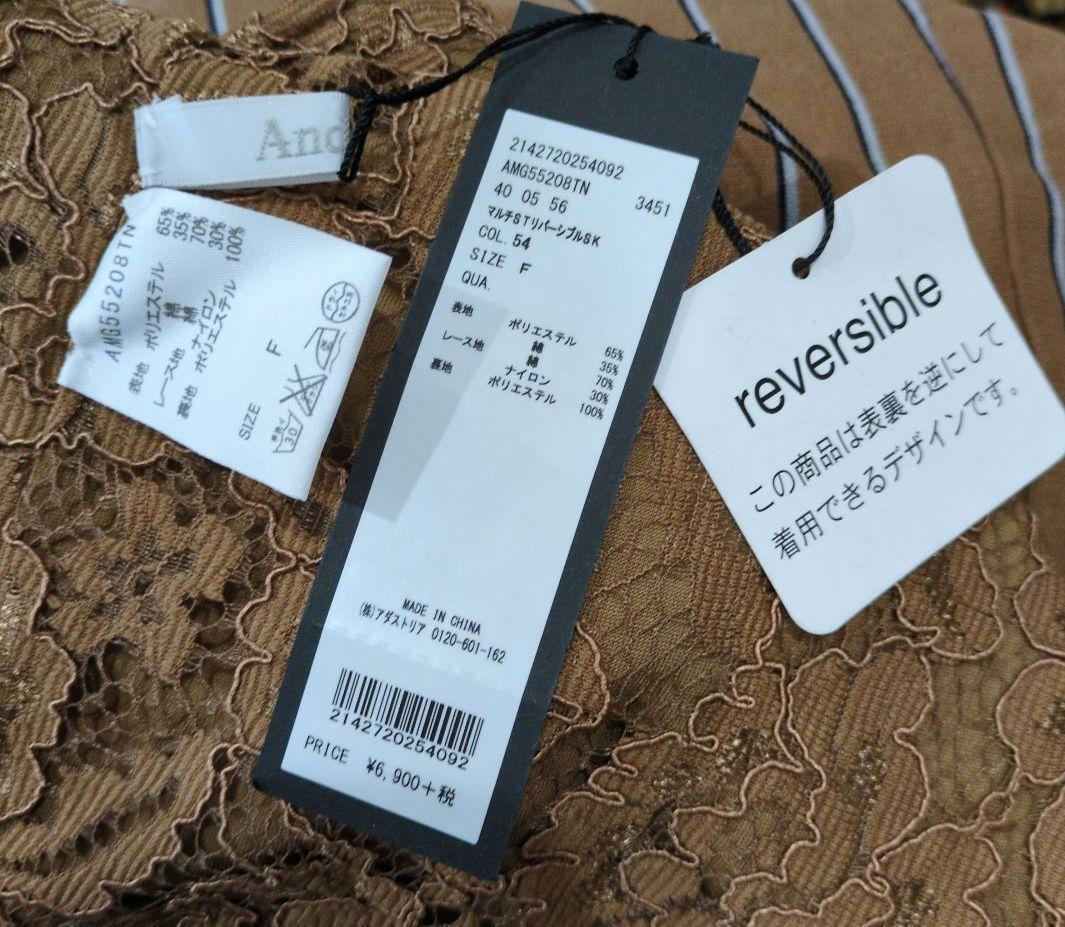 And
AMG55208TN
表地 ポリエステル 65%
綿 35%
レース地 綿 70%
ナイロン 30%
裏地 ポリエステル 100%
SIZE F
30
2142720254092
AMG55208TN
40 05 56 3451
マルチSTリバーシブルSK
COL. 54
SIZE F
QUA.
表地 ポリエステル 65%
綿 35%
レース地 綿 70%
ナイロン 30%
裏地 ポリエステル 100%
MADE IN CHINA
(株)アダストリア 0120-601-162
2142720254092
PRICE ¥6,900+税
reversible
この商品は表裏を逆にして
着用できるデザインです。